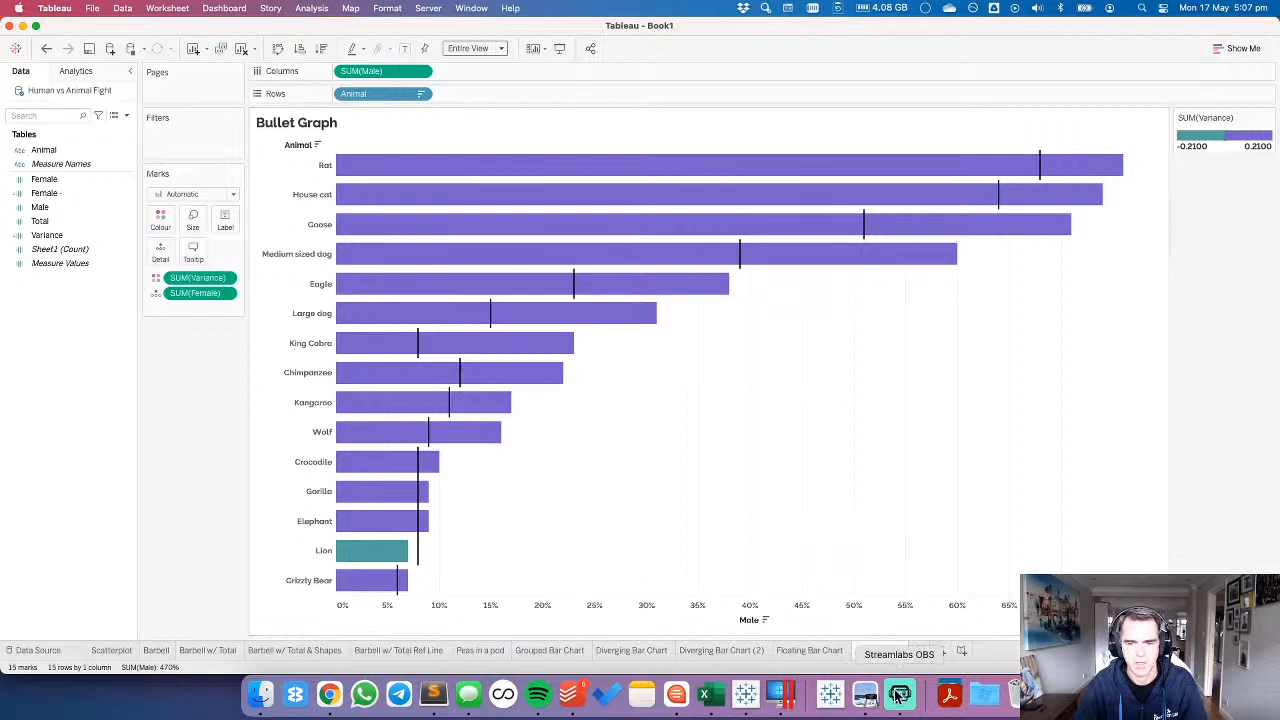 Tableau File Data Worksheet Dashboard Story Analysis Map Format Server Window Help
4.08 GB
Mon 17 May 5:07 pm
Tableau - Book1
Entire View
Show Me
Data Analytics
Human vs Animal Fight
Search
Tables
Abc Animal
Abc Measure Names
Female
Female -
Male
Total
Variance
Sheet1 (Count)
Measure Values
Pages
Filters
Marks
Automatic
Colour Size Label
Detail Tooltip
SUM(Variance)
SUM(Female)
Columns SUM(Male)
Rows Animal
Bullet Graph
Animal
Rat
House cat
Goose
Medium sized dog
Eagle
Large dog
King Cobra
Chimpanzee
Kangaroo
Wolf
Crocodile
Gorilla
Elephant
Lion
Grizzly Bear
0% 5% 10% 15% 20% 25% 30% 35% 40% 45% 50% 55% 60% 65%
Male
SUM(Variance)
-0.2100 0.2100
Data Source Scatterplot Barbell Barbell w/ Total Barbell w/ Total & Shapes Barbell w/ Total Ref Line Peas in a pod Grouped Bar Chart Diverging Bar Chart Diverging Bar Chart (2) Floating Bar Chart
Streamlabs OBS
15 marks 15 rows by 1 column SUM(Male): 470%